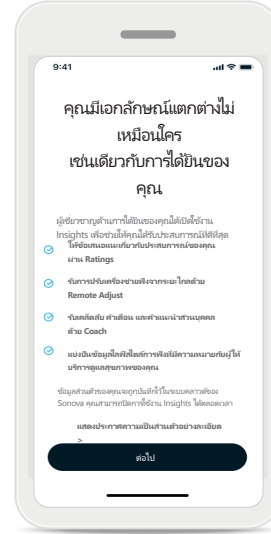 9:41
คุณมีเอกลักษณ์แตกต่างไม่
เหมือนใคร
เช่นเดียวกับการได้ยินของ
คุณ
ผู้เชี่ยวชาญด้านการได้ยินของคุณได้เปิดใช้งาน
Insights เพื่อช่วยให้คุณได้รับประสบการณ์ที่ดีที่สุด
ให้ข้อเสนอแนะเกี่ยวกับประสบการณ์ของคุณ
ผ่าน Ratings
รับการปรับเครื่องช่วยฟังจากระยะไกลด้วย
Remote Adjust
รับเคล็ดลับ คำเตือน และคำแนะนำส่วนบุคคล
ด้วย Coach
แบ่งปันข้อมูลไลฟ์สไตล์การฟังที่มีความหมายกับผู้ให้
บริการดูแลสุขภาพของคุณ
ข้อมูลส่วนตัวของคุณจะถูกบันทึกไว้ในระบบคลาวด์ของ
Sonova คุณสามารถปิดการใช้งาน Insights ได้ตลอดเวลา
แสดงประกาศความเป็นส่วนตัวอย่างละเอียด
>
ต่อไป